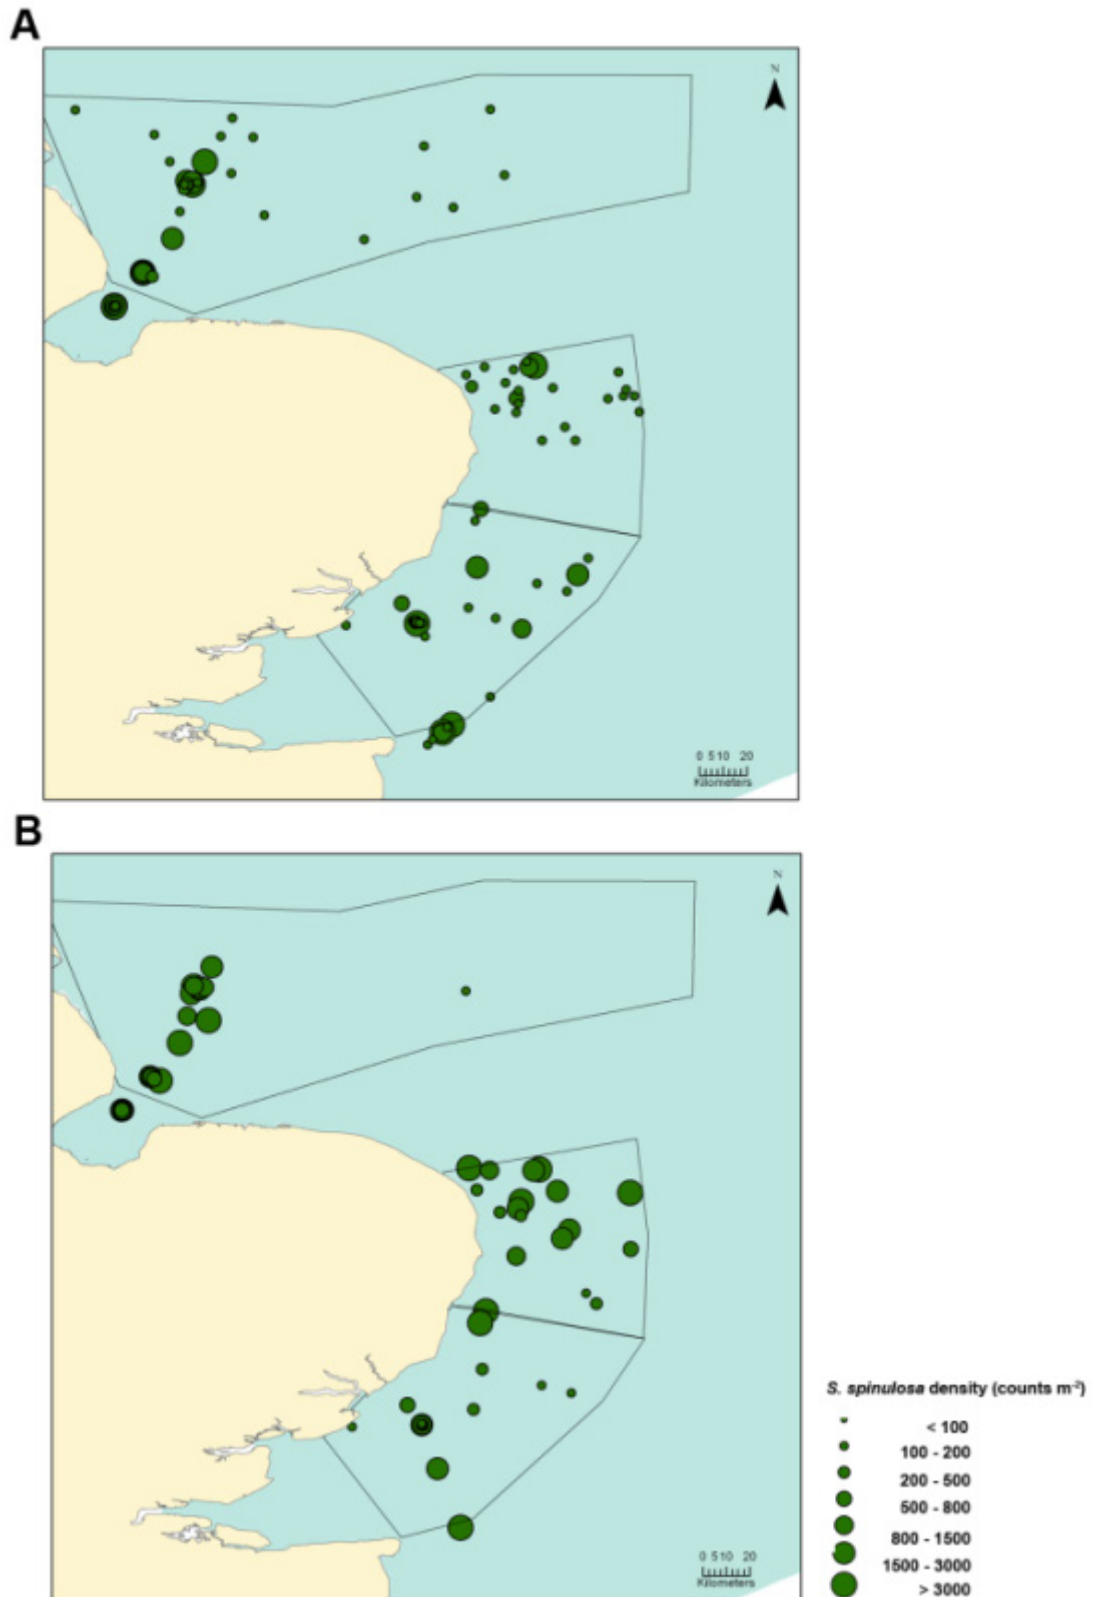 A
N
0 5 10 20
Kilometers
B
N
0 5 10 20
Kilometers
S. spinulosa density (counts m-2)
< 100
100 - 200
200 - 500
500 - 800
800 - 1500
1500 - 3000
> 3000